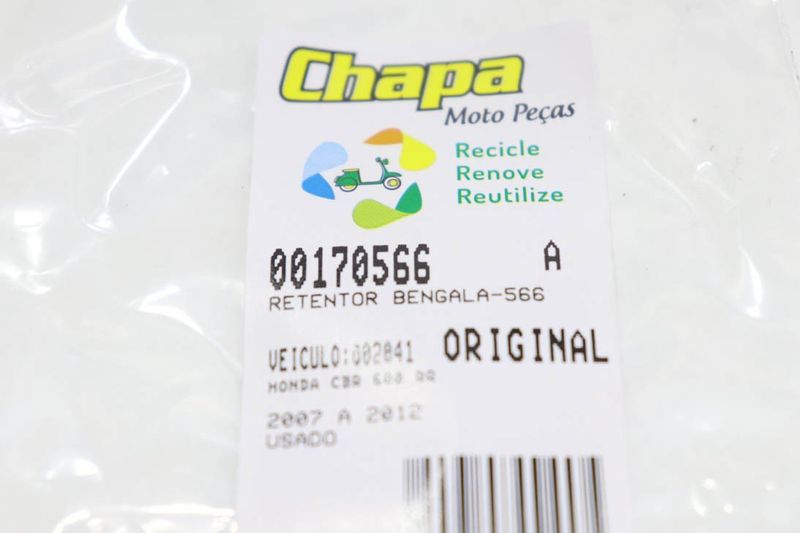 Chapa
Moto Peças
Recicle
Renove
Reutilize
00170566 A
RETENTOR BENGALA-566
VEICULO:002041 ORIGINAL
HONDA CBR 600 RR
2007 A 2012
USADO